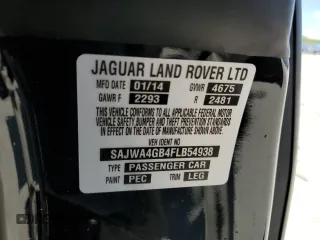 JAGUAR LAND ROVER LTD
MFD DATE 01/14 GVWR 4675
GAWR F 2293 R 2481
THIS VEHICLE CONFORMS TO ALL APPLICABLE FEDERAL MOTOR
VEHICLE SAFETY BUMPER AND THEFT PREVENTION STANDARDS
IN EFFECT ON THE DATE OF MANUFACTURE SHOWN ABOVE
VEH IDENT NO
SAJWA4GB4FLB54938
TYPE PASSENGER CAR
PAINT PEC TRIM LEG